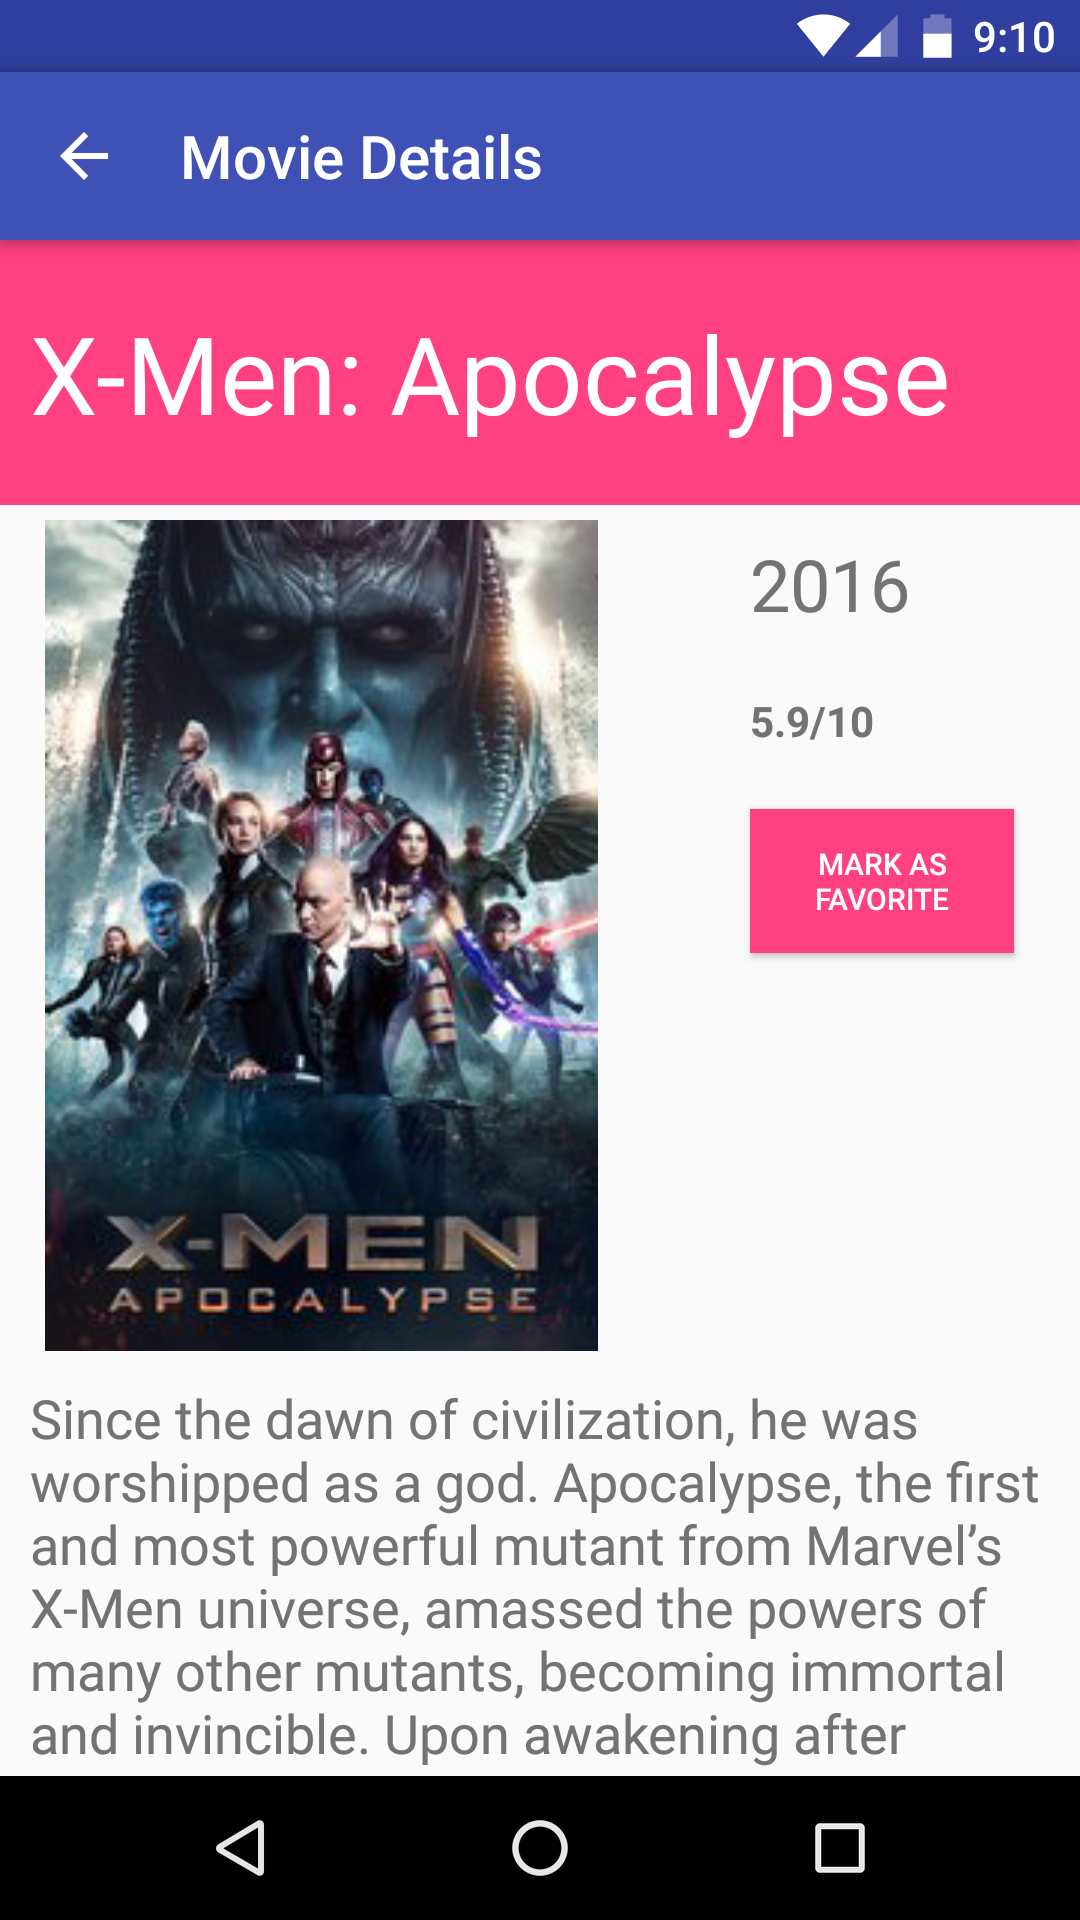 9:10
Movie Details
X-Men: Apocalypse
2016
5.9/10
MARK AS
FAVORITE
X-MEN
APOCALYPSE
Since the dawn of civilization, he was
worshipped as a god. Apocalypse, the first
and most powerful mutant from Marvel’s
X-Men universe, amassed the powers of
many other mutants, becoming immortal
and invincible. Upon awakening after